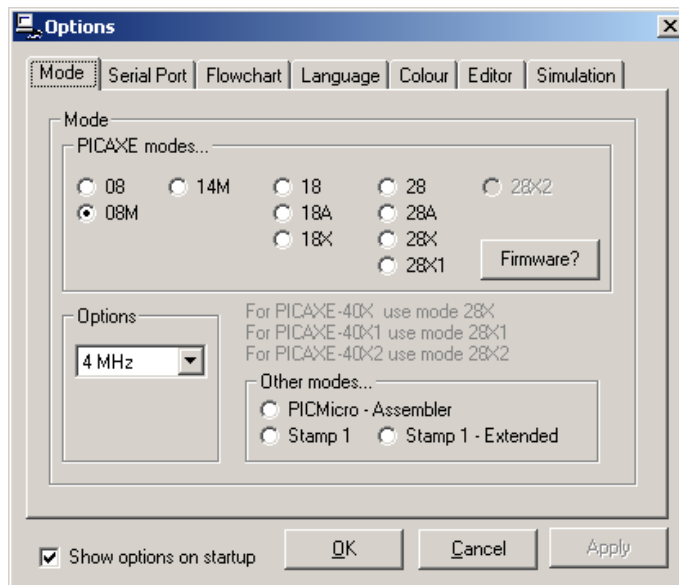 Options
Mode Serial Port Flowchart Language Colour Editor Simulation
Mode
PICAXE modes...
08 14M 18 28 28X2
08M 18A 28A
18X 28X
28X1 Firmware?
Options
4 MHz
For PICAXE-40X use mode 28X
For PICAXE-40X1 use mode 28X1
For PICAXE-40X2 use mode 28X2
Other modes...
PICMicro - Assembler
Stamp 1 Stamp 1 - Extended
Show options on startup OK Cancel Apply